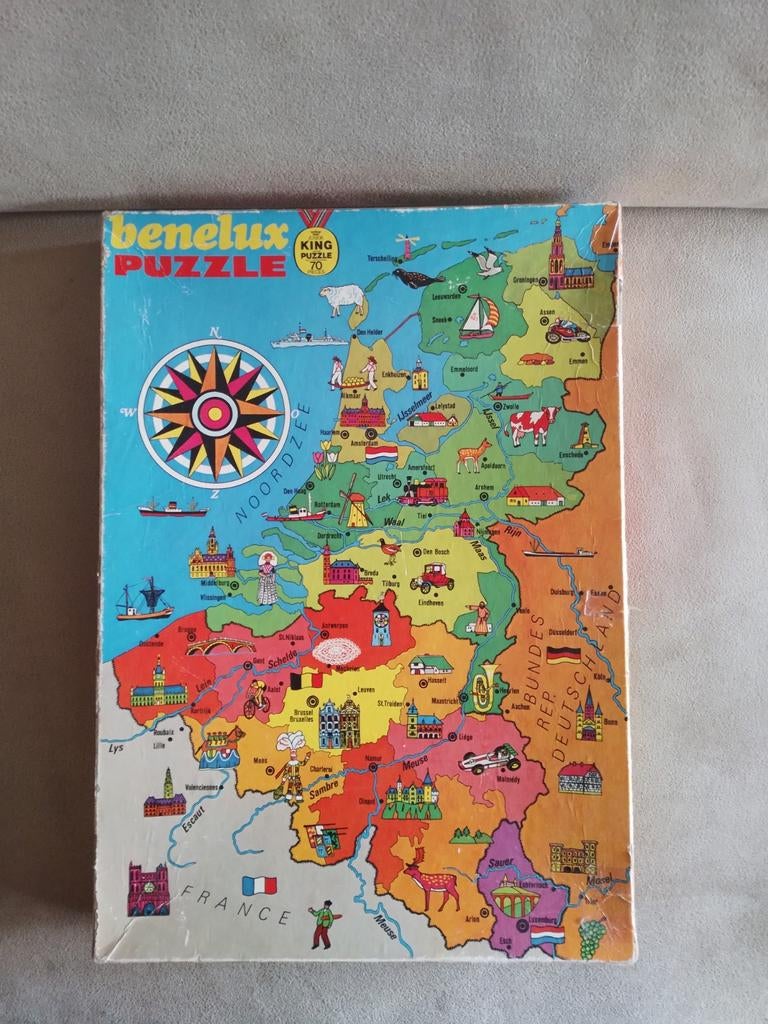 benelux
PUZZLE
KING
PUZZLE
70
N
W
O
Z
NOORDZEE
Terschelling
Leeuwarden
Sneek
Groningen
Assen
Emmen
Den Helder
Enkhuizen
Emmeloord
Alkmaar
IJsselmeer
Lelystad
IJssel
Zwolle
Haarlem
Amsterdam
Enschede
Amersfoort
Utrecht
Apeldoorn
Den Haag
Rotterdam
Lek
Arnhem
Tiel
Waal
Nijmegen
Rijn
Dordrecht
Maas
Den Bosch
Breda
Tilburg
Middelburg
Vlissingen
Eindhoven
Venlo
Duisburg
Essen
Düsseldorf
BUNDES
REP.
DEUTSCHLAND
Köln
Bonn
Aachen
Oostende
Brugge
St.Niklaas
Antwerpen
Schelde
Gent
Mechelen
Leie
Aalst
Leuven
Hasselt
Heerlen
Maastricht
Kortrijk
Brussel
Bruxelles
St.Truiden
Lys
Roubaix
Lille
Liège
Mons
Charleroi
Namur
Meuse
Malmédy
Sambre
Valenciennes
Dinant
Escaut
Sauer
Echternach
Mosel
FRANCE
Meuse
Arlon
Luxemburg
Esch